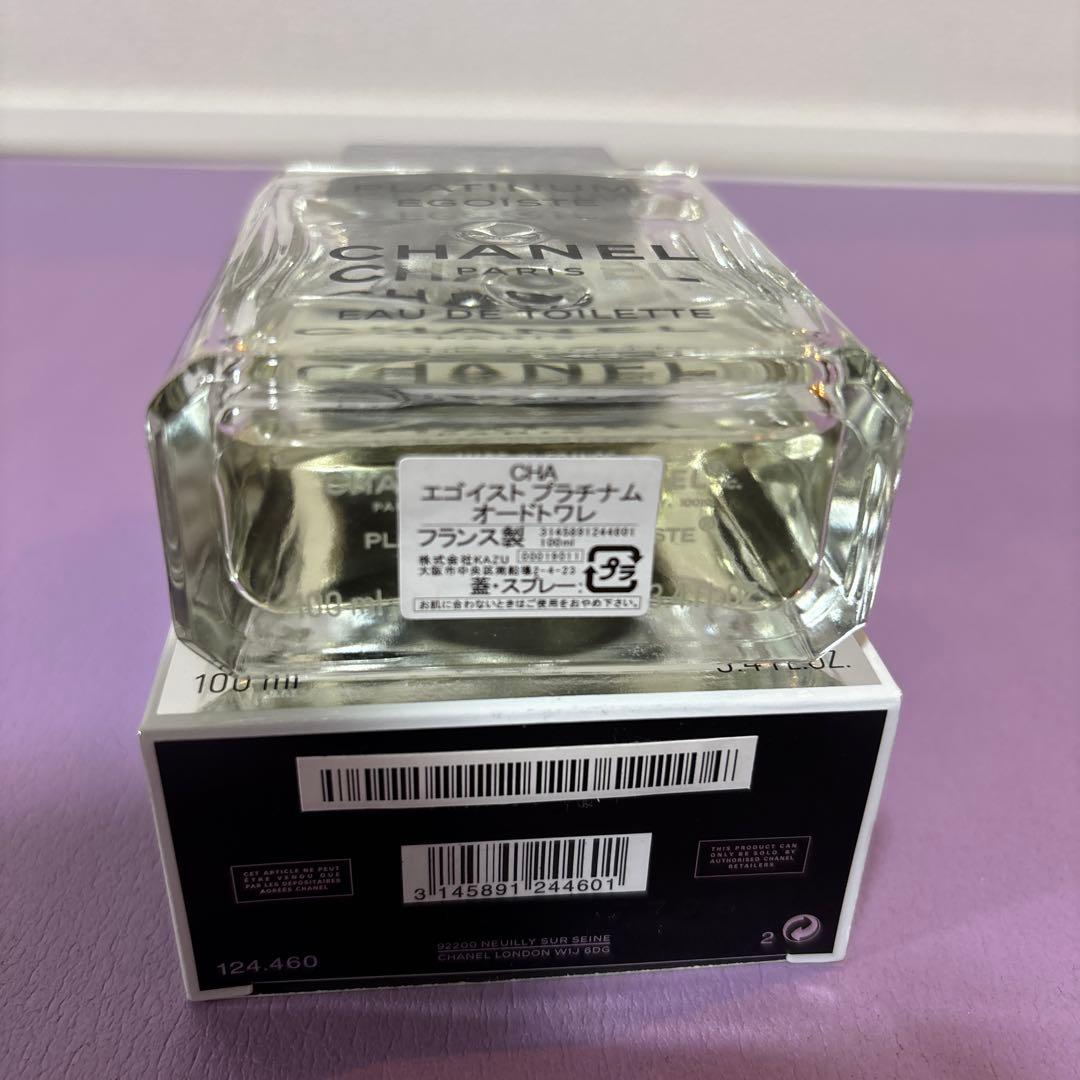 PLATINUM
EGOISTE
CHANEL
PARIS
EAU DE TOILETTE
CHANEL
CHA
エゴイスト プラチナム
オードトワレ
フランス製
3145891244601
100ml
株式会社KAZU
00019011
大阪市中央区南船場2-4-23
蓋・スプレー:
プラ
お肌に合わないときはご使用をおやめ下さい。
100 ml
3.4 FL.OZ.
CET ARTICLE NE PEUT
ÊTRE VENDU QUE
PAR LES DÉPOSITAIRES
AGRÉÉS CHANEL
3 145891 244601
THIS PRODUCT CAN
ONLY BE SOLD BY
AUTHORISED CHANEL
RETAILERS
92200 NEUILLY SUR SEINE
CHANEL LONDON W1J 6DG
2
124.460